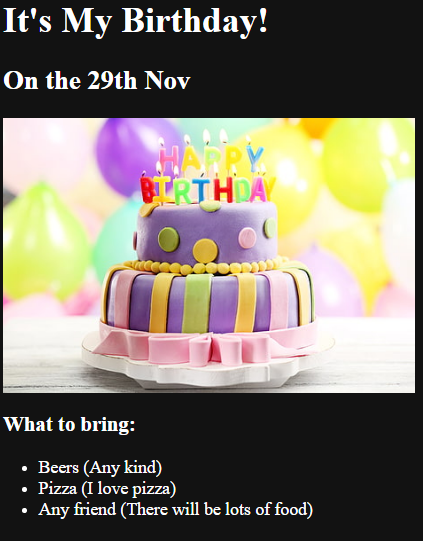 It's My Birthday!
On the 29th Nov
HAPPY
BIRTHDAY
What to bring:
Beers (Any kind)
Pizza (I love pizza)
Any friend (There will be lots of food)